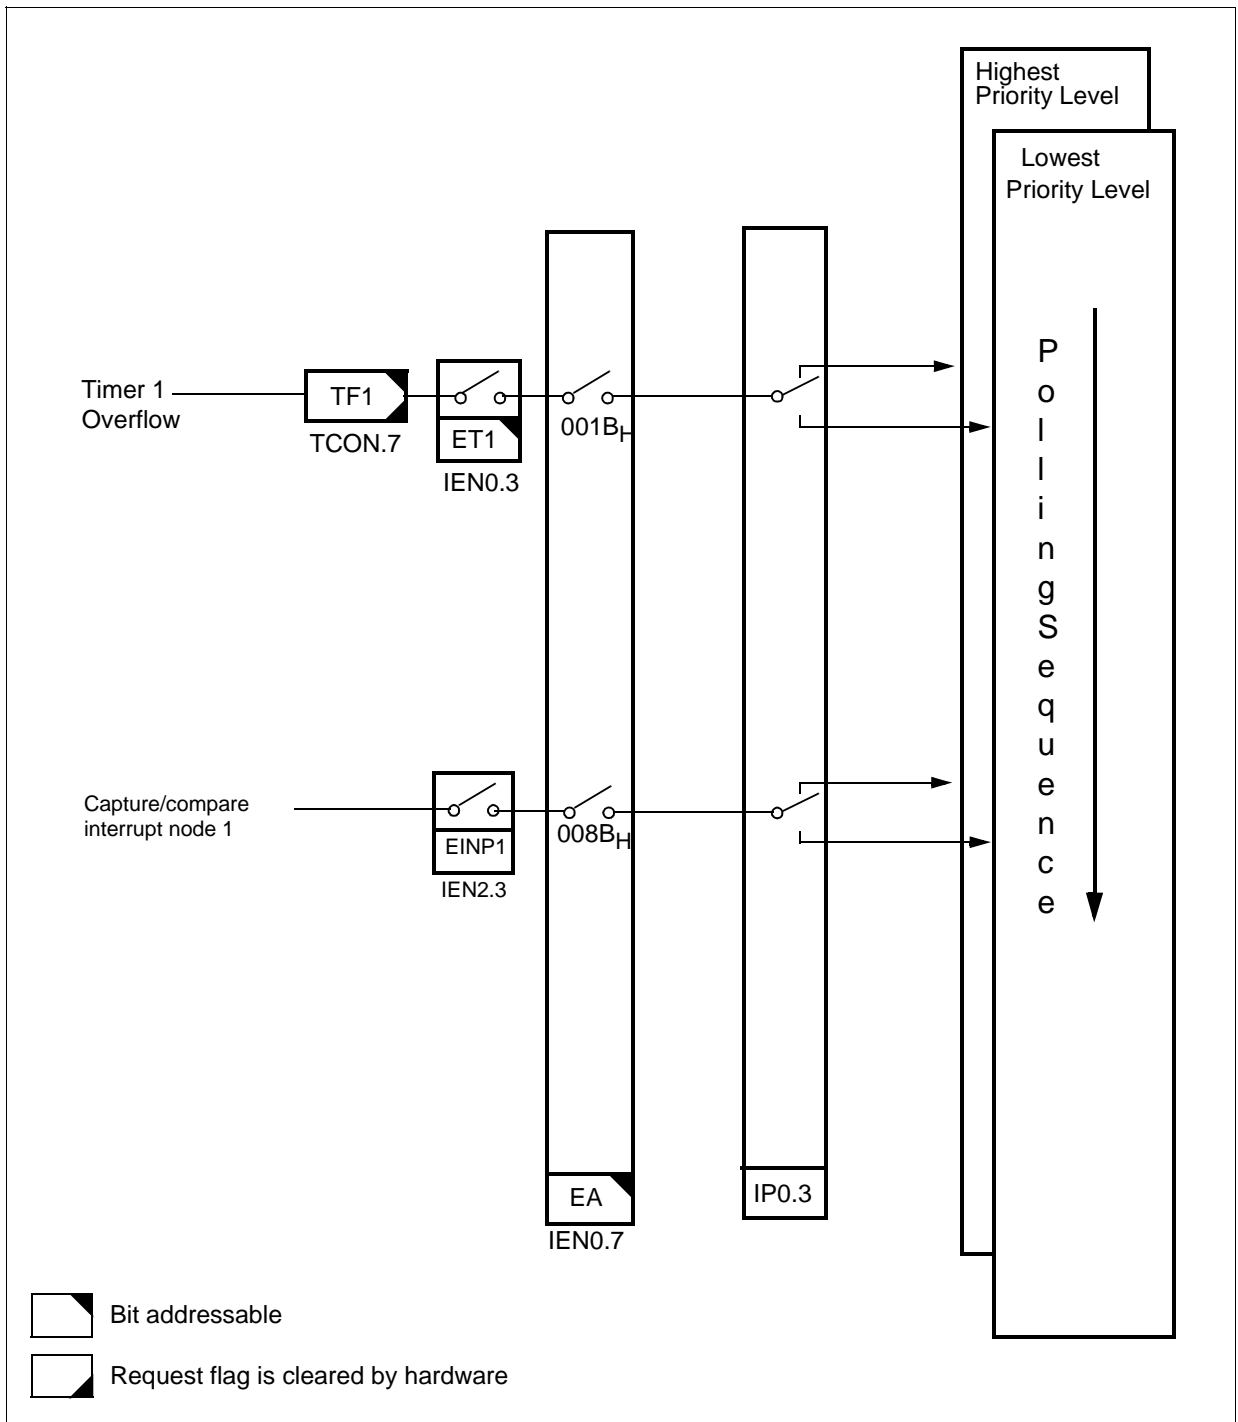 Highest
Priority Level
Lowest
Priority Level
Timer 1
Overflow
TF1
TCON.7
ET1
IEN0.3
001BH
Polling Sequence
Capture/compare
interrupt node 1
EINP1
IEN2.3
008BH
EA
IEN0.7
IP0.3
Bit addressable
Request flag is cleared by hardware